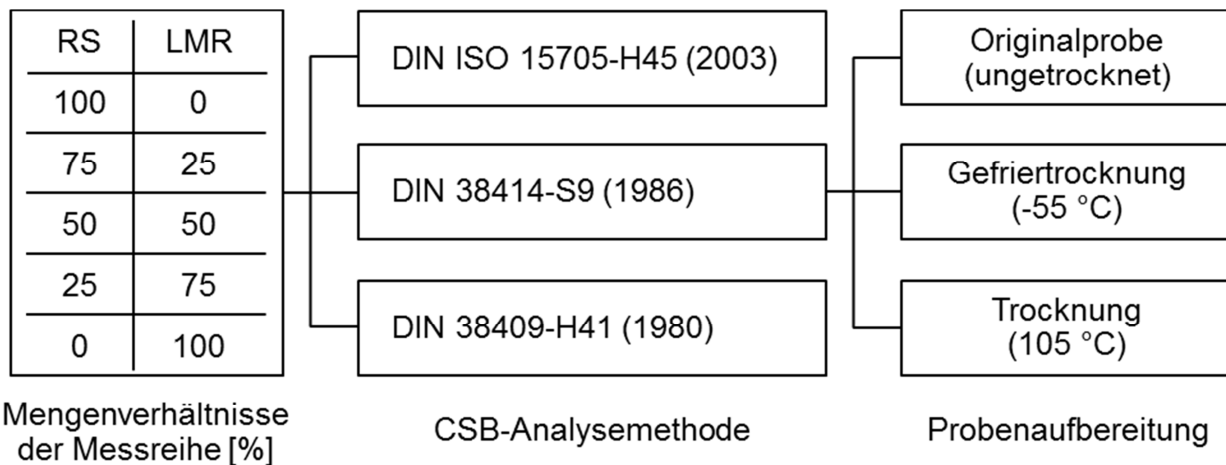 RS LMR
100 0
75 25
50 50
25 75
0 100
Mengenverhältnisse
der Messreihe [%]
DIN ISO 15705-H45 (2003)
DIN 38414-S9 (1986)
DIN 38409-H41 (1980)
CSB-Analysemethode
Originalprobe
(ungetrocknet)
Gefriertrocknung
(-55 °C)
Trocknung
(105 °C)
Probenaufbereitung